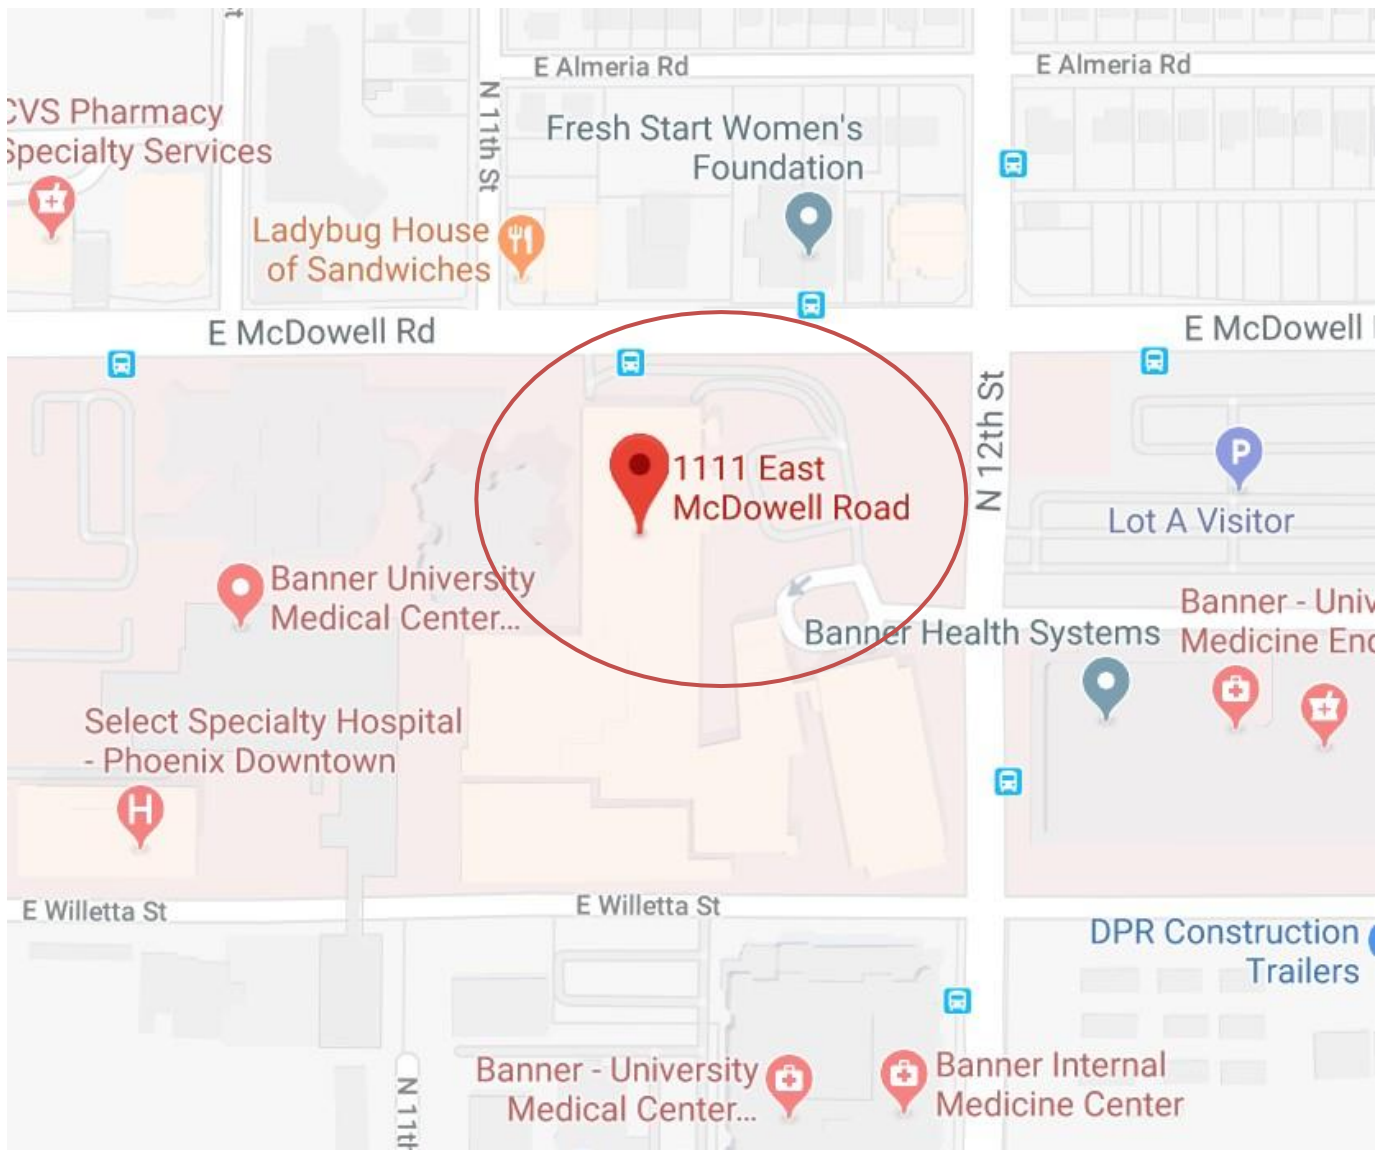 E Almeria Rd
E Almeria Rd
CVS Pharmacy
Specialty Services
N 11th St
Fresh Start Women's
Foundation
Ladybug House
of Sandwiches
E McDowell Rd
E McDowell
N 12th St
1111 East
McDowell Road
P
Lot A Visitor
Banner University
Medical Center...
Banner Health Systems
Banner - Univ
Medicine End
Select Specialty Hospital
- Phoenix Downtown
H
E Willetta St
E Willetta St
DPR Construction
Trailers
Banner - University
Medical Center...
Banner Internal
Medicine Center
N 11th